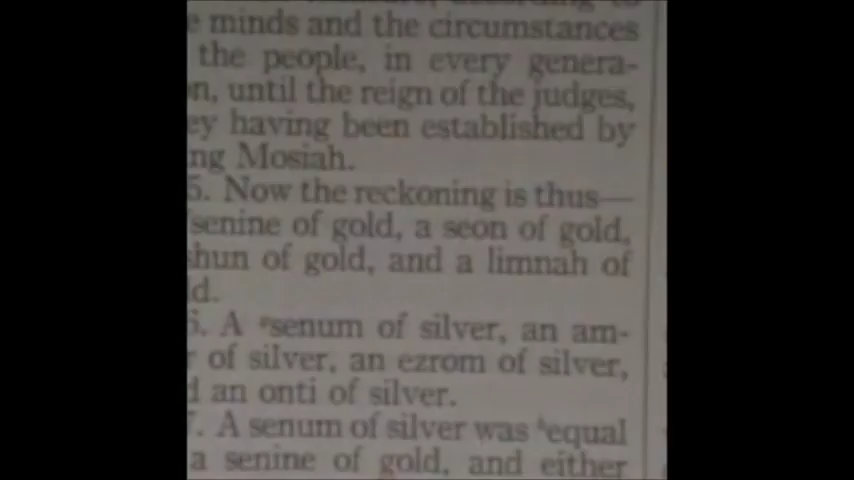 e minds and the circumstances
the people, in every genera-
n, until the reign of the judges,
ey having been established by
ng Mosiah.
5. Now the reckoning is thus—
senine of gold, a seon of gold,
shun of gold, and a limnah of
ld.
6. A senum of silver, an am-
r of silver, an ezrom of silver,
d an onti of silver.
7. A senum of silver was equal
a senine of gold, and either